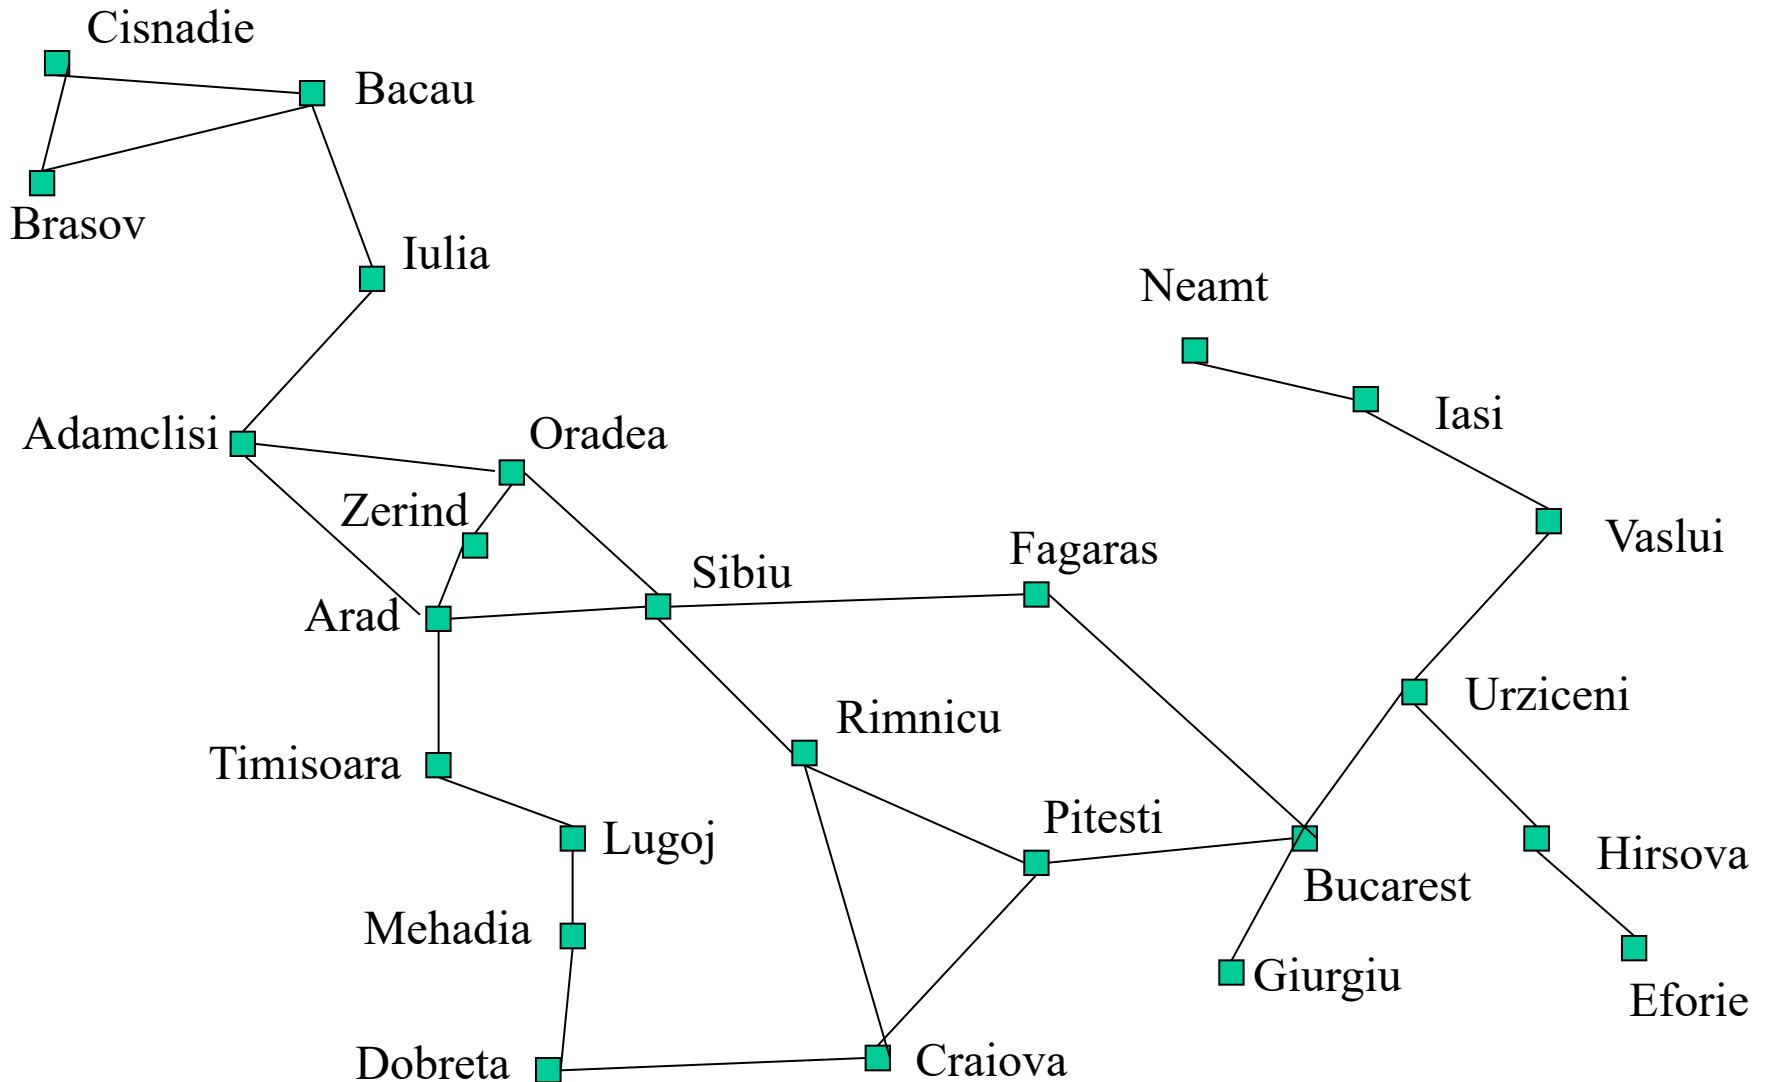 Cisnadie
Bacau
Brasov
Iulia
Neamt
Iasi
Adamclisi
Oradea
Zerind
Vaslui
Fagaras
Sibiu
Arad
Urziceni
Rimnicu
Timisoara
Pitesti
Lugoj
Hirsova
Bucarest
Mehadia
Giurgiu
Eforie
Dobreta
Craiova